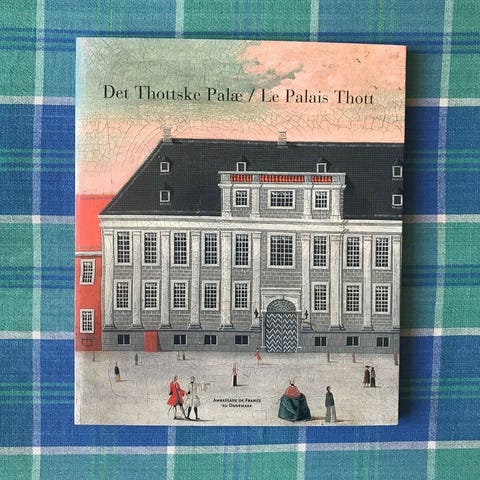 Det Thottske Palæ / Le Palais Thott
Ambassade de France
au Danemark